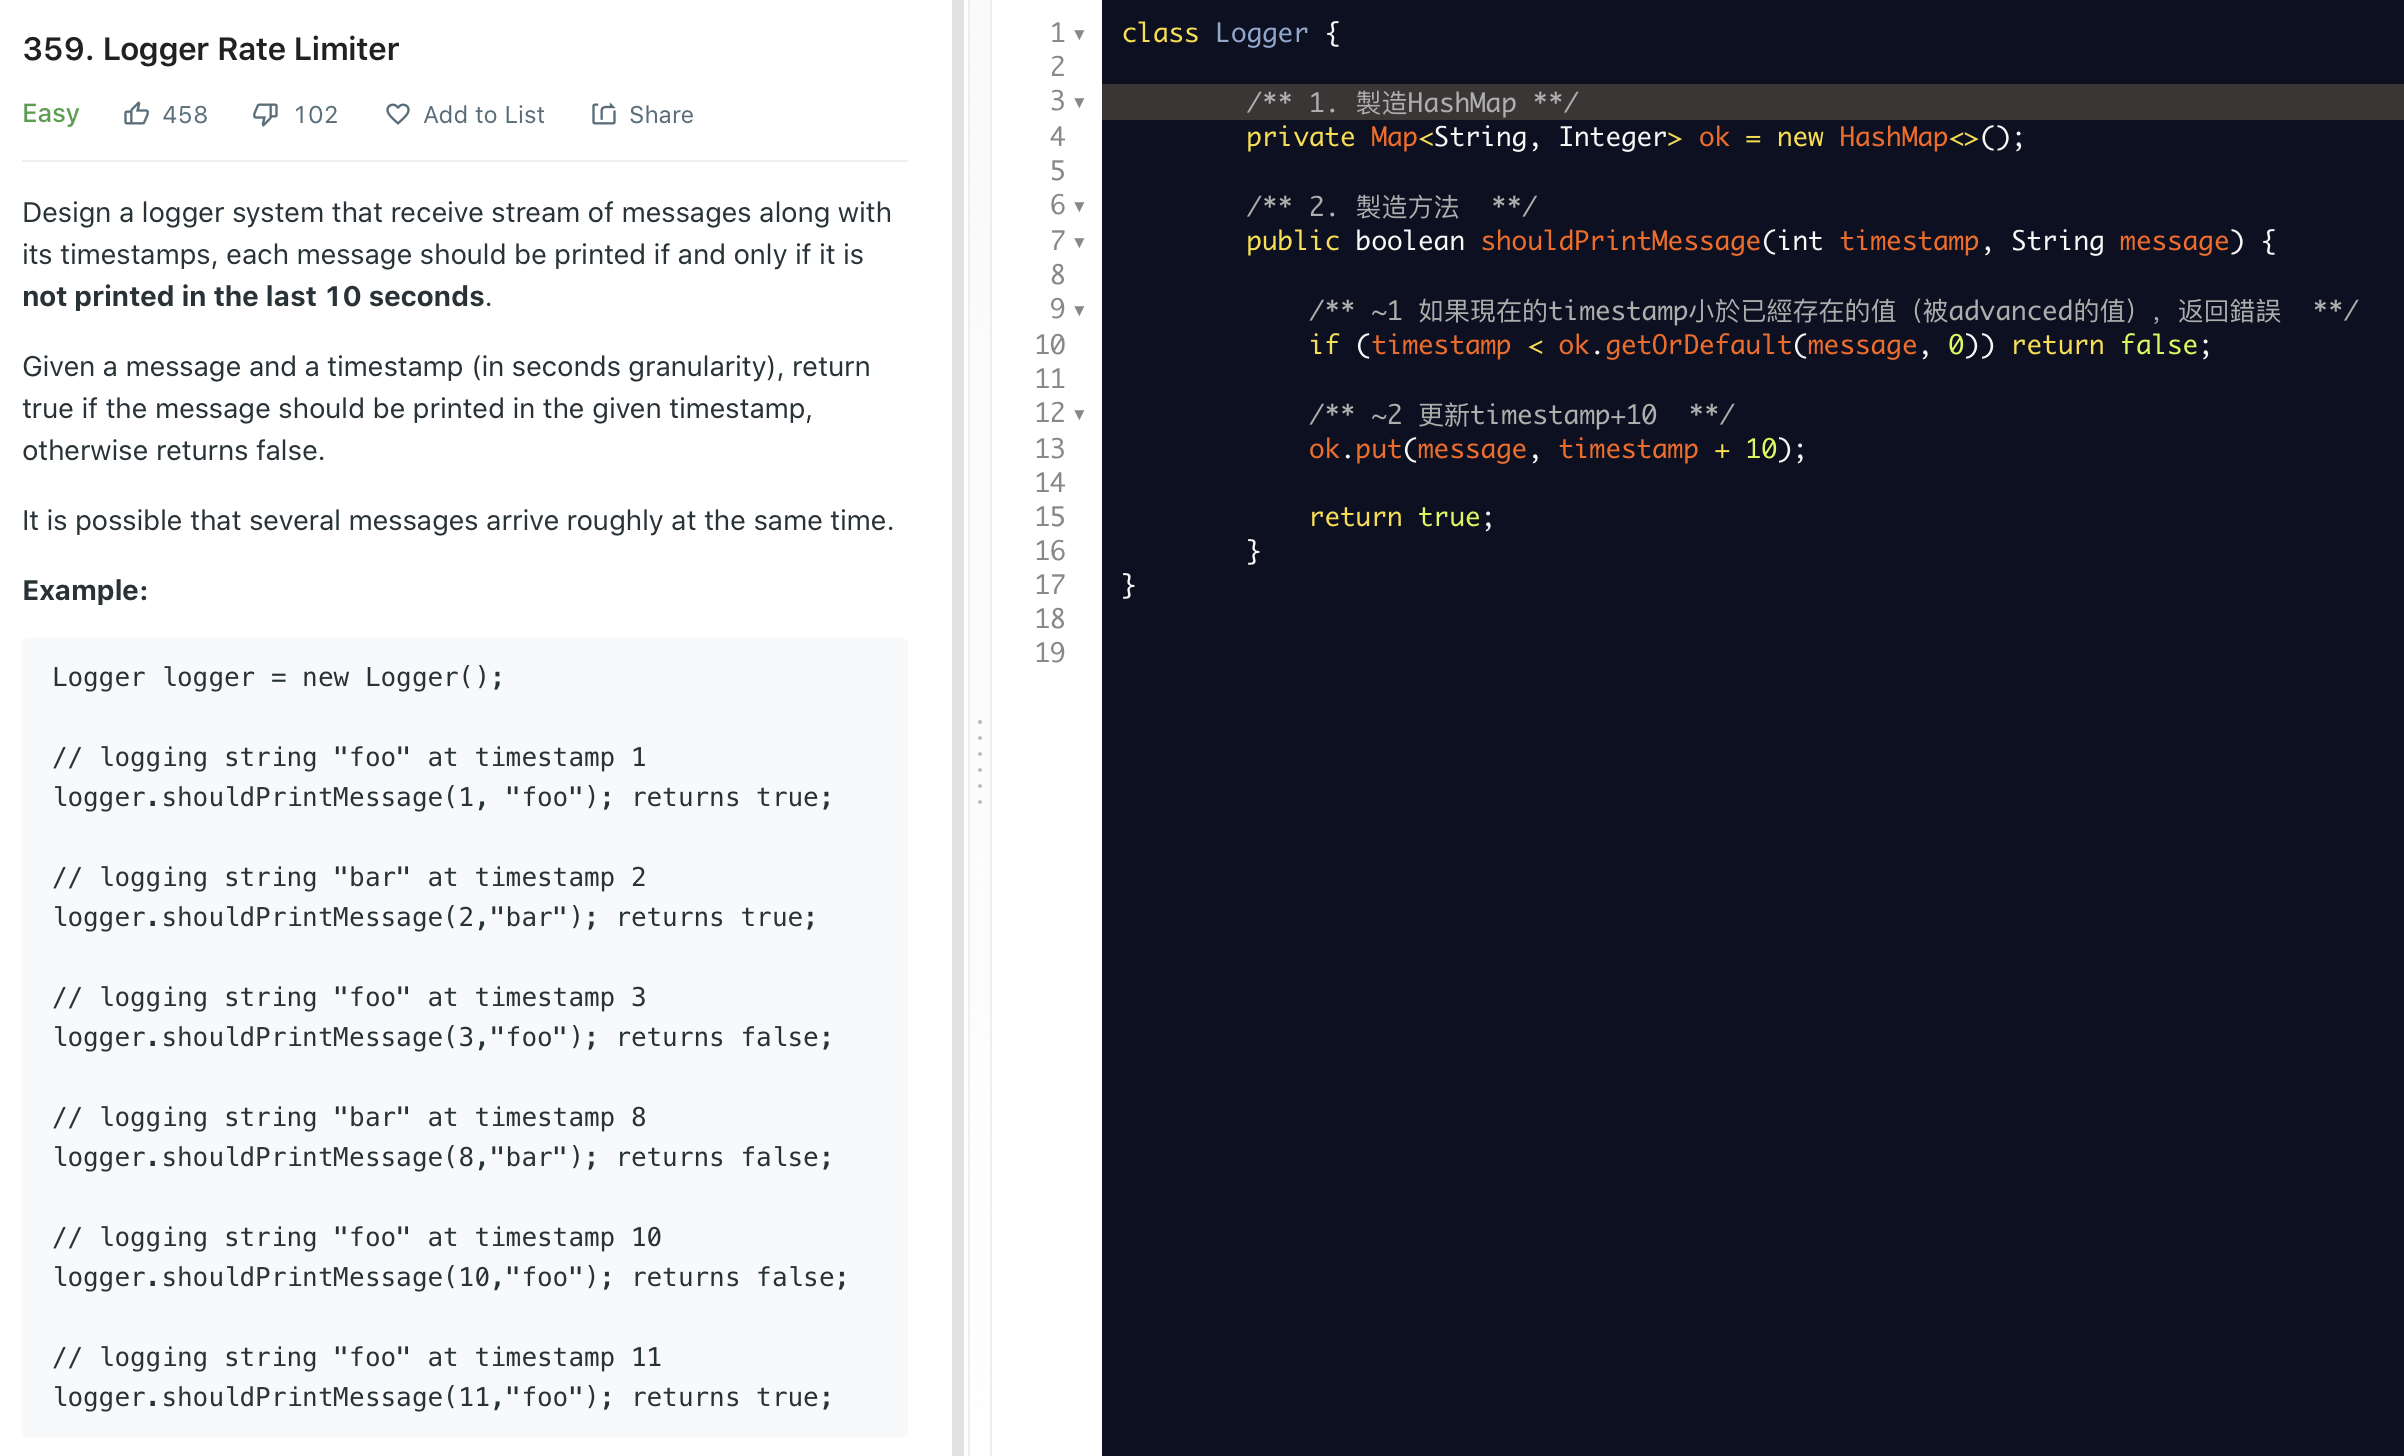 359. Logger Rate Limiter
Easy 458 102 Add to List Share
Design a logger system that receive stream of messages along with
its timestamps, each message should be printed if and only if it is
not printed in the last 10 seconds.
Given a message and a timestamp (in seconds granularity), return
true if the message should be printed in the given timestamp,
otherwise returns false.
It is possible that several messages arrive roughly at the same time.
Example:
Logger logger = new Logger();
// logging string "foo" at timestamp 1
logger.shouldPrintMessage(1, "foo"); returns true;
// logging string "bar" at timestamp 2
logger.shouldPrintMessage(2,"bar"); returns true;
// logging string "foo" at timestamp 3
logger.shouldPrintMessage(3,"foo"); returns false;
// logging string "bar" at timestamp 8
logger.shouldPrintMessage(8,"bar"); returns false;
// logging string "foo" at timestamp 10
logger.shouldPrintMessage(10,"foo"); returns false;
// logging string "foo" at timestamp 11
logger.shouldPrintMessage(11,"foo"); returns true;
1 class Logger {
2
3 /** 1. 製造HashMap **/
4 private Map<String, Integer> ok = new HashMap<>();
5
6 /** 2. 製造方法 **/
7 public boolean shouldPrintMessage(int timestamp, String message) {
8
9 /** ~1 如果現在的timestamp小於已經存在的值（被advanced的值），返回錯誤 **/
10 if (timestamp < ok.getOrDefault(message, 0)) return false;
11
12 /** ~2 更新timestamp+10 **/
13 ok.put(message, timestamp + 10);
14
15 return true;
16 }
17 }
18
19